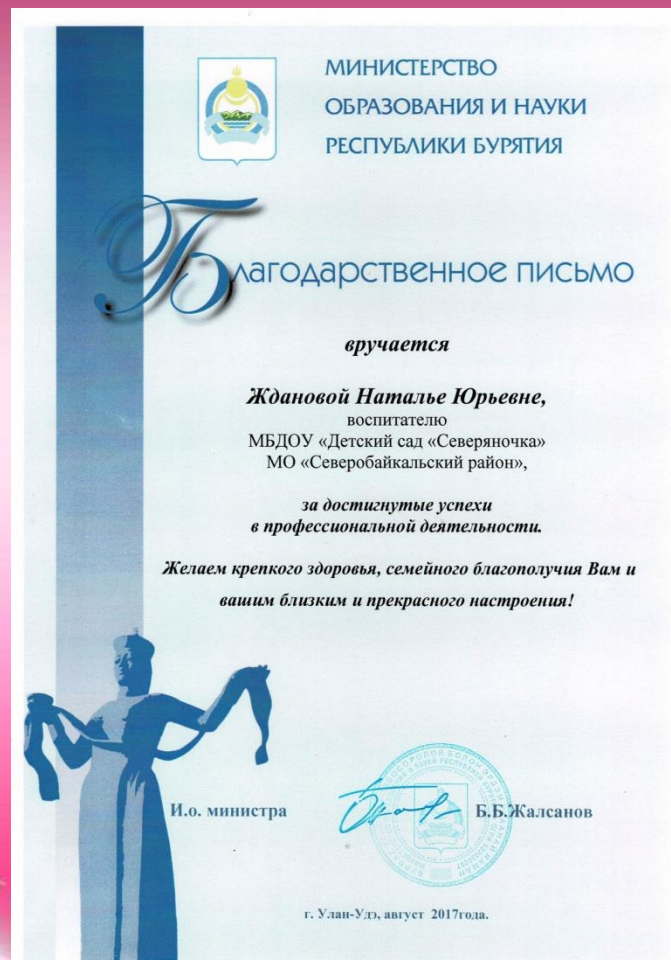 МИНИСТЕРСТВО
ОБРАЗОВАНИЯ И НАУКИ
РЕСПУБЛИКИ БУРЯТИЯ
Благодарственное письмо
вручается
Ждановой Наталье Юрьевне,
воспитателю
МБДОУ «Детский сад «Северяночка»
МО «Северобайкальский район»,
за достигнутые успехи
в профессиональной деятельности.
Желаем крепкого здоровья, семейного благополучия Вам и
вашим близким и прекрасного настроения!
И.о. министра
Б.Б.Жалсанов
г. Улан-Удэ, август 2017года.